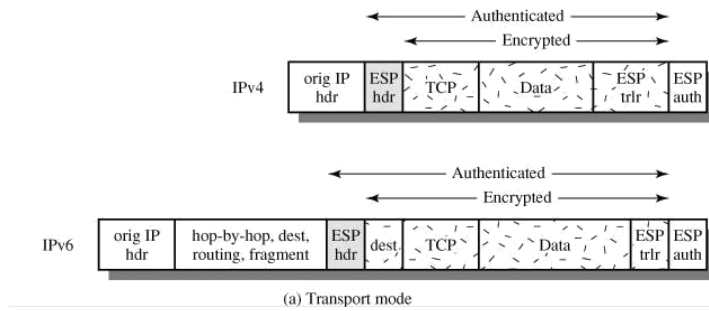 Authenticated
Encrypted
IPv4
orig IP
hdr
ESP
hdr
TCP
Data
ESP
trlr
ESP
auth
Authenticated
Encrypted
IPv6
orig IP
hdr
hop-by-hop, dest,
routing, fragment
ESP
hdr
dest
TCP
Data
ESP
trlr
ESP
auth
(a) Transport mode